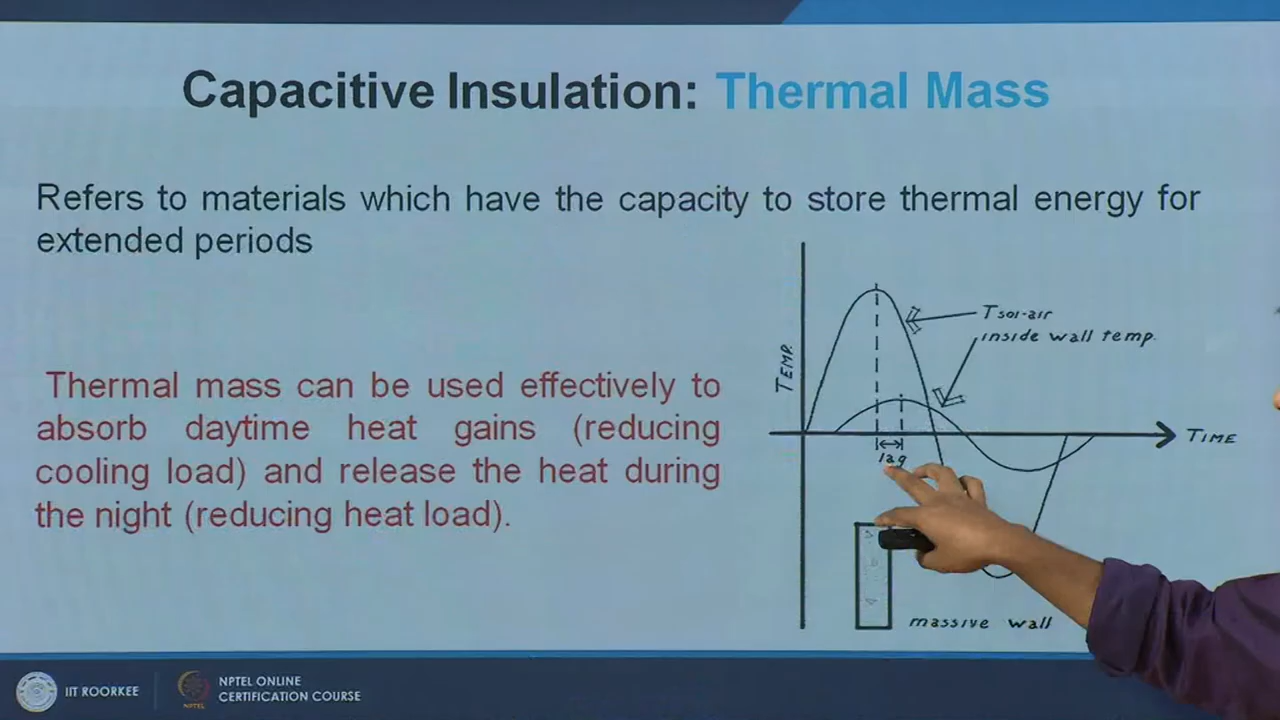 Capacitive Insulation: Thermal Mass
Refers to materials which have the capacity to store thermal energy for
extended periods
Thermal mass can be used effectively to
absorb daytime heat gains (reducing
cooling load) and release the heat during
the night (reducing heat load).
TEMP.
Tsol-air
inside wall temp.
TIME
lag
massive wall
IIT ROORKEE
NPTEL
NPTEL ONLINE
CERTIFICATION COURSE